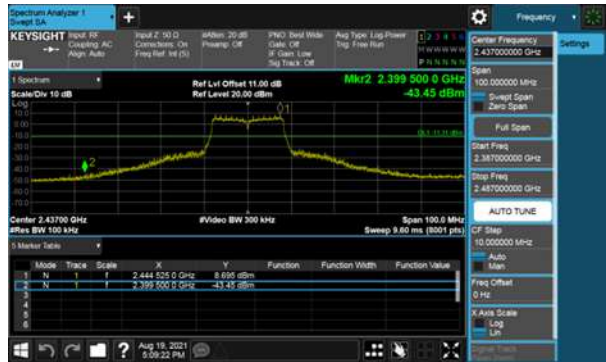 Spectrum Analyzer 1
Swept SA
+
Frequency
KEYSIGHT
Input: RF
Coupling: AC
Align: Auto
Input Z: 50 Ω
Corrections: On
Freq Ref: Int (S)
#Atten: 20 dB
Preamp: Off
PNO: Best Wide
Gate: Off
IF Gain: Low
Sig Track: Off
Avg Type: Log-Power
Trig: Free Run
1 2 3 4 5 6
M W W W W W
P N N N N N
Center Frequency
2.437000000 GHz
Settings
Span
100.000000 MHz
Swept Span
Zero Span
Full Span
Start Freq
2.387000000 GHz
Stop Freq
2.487000000 GHz
AUTO TUNE
CF Step
10.000000 MHz
Auto
Man
Freq Offset
0 Hz
X Axis Scale
Log
Lin
1 Spectrum
Scale/Div 10 dB
Ref Lvl Offset 11.00 dB
Ref Level 20.00 dBm
Mkr2 2.399 500 0 GHz
-43.45 dBm
Log
Center 2.43700 GHz
#Res BW 100 kHz
#Video BW 300 kHz
Span 100.0 MHz
Sweep 9.60 ms (8001 pts)
5 Marker Table
Mode Trace Scale X Y Function Function Width Function Value
1 N 1 f 2.444 525 0 GHz 8.695 dBm
2 N 1 f 2.399 500 0 GHz -43.45 dBm
3
4
5
6
Aug 19, 2021
5:09:22 PM